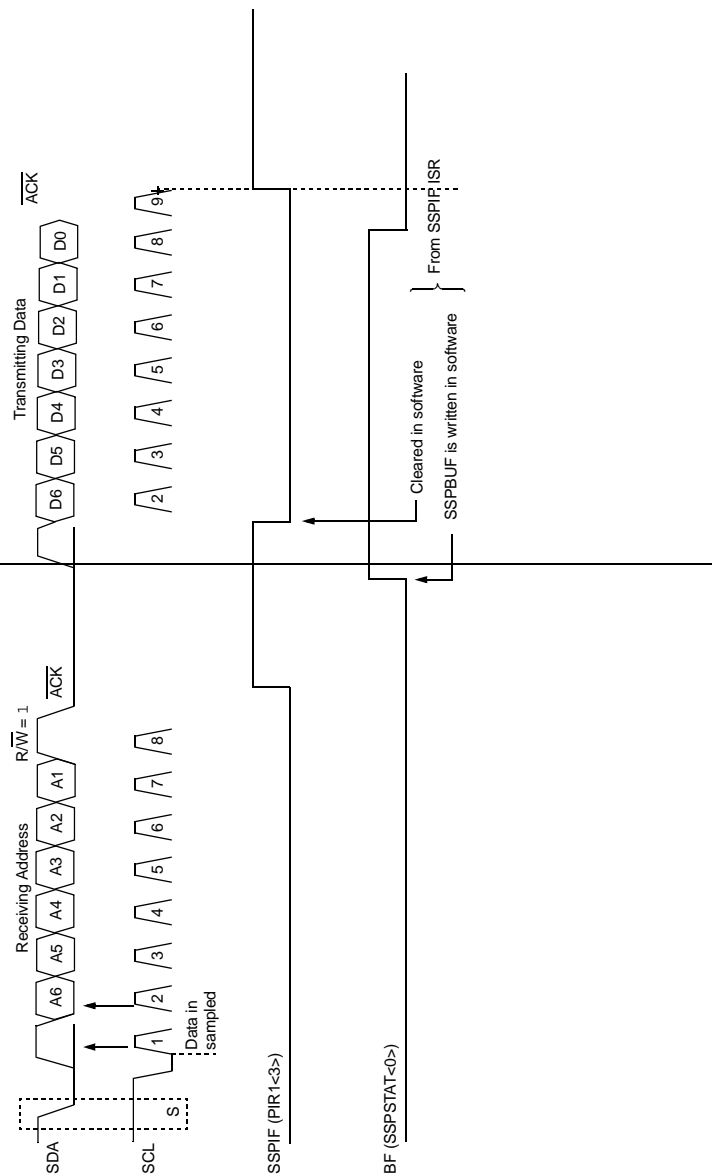 Receiving Address
R/W = 1
ACK
Transmitting Data
ACK
SDA
A6
A5
A4
A3
A2
A1
D6
D5
D4
D3
D2
D1
D0
SCL
S
1
2
3
4
5
6
7
8
2
3
4
5
6
7
8
9
Data in
sampled
SSPIF (PIR1<3>)
Cleared in software
BF (SSPSTAT<0>)
SSPBUF is written in software
From SSPIF ISR